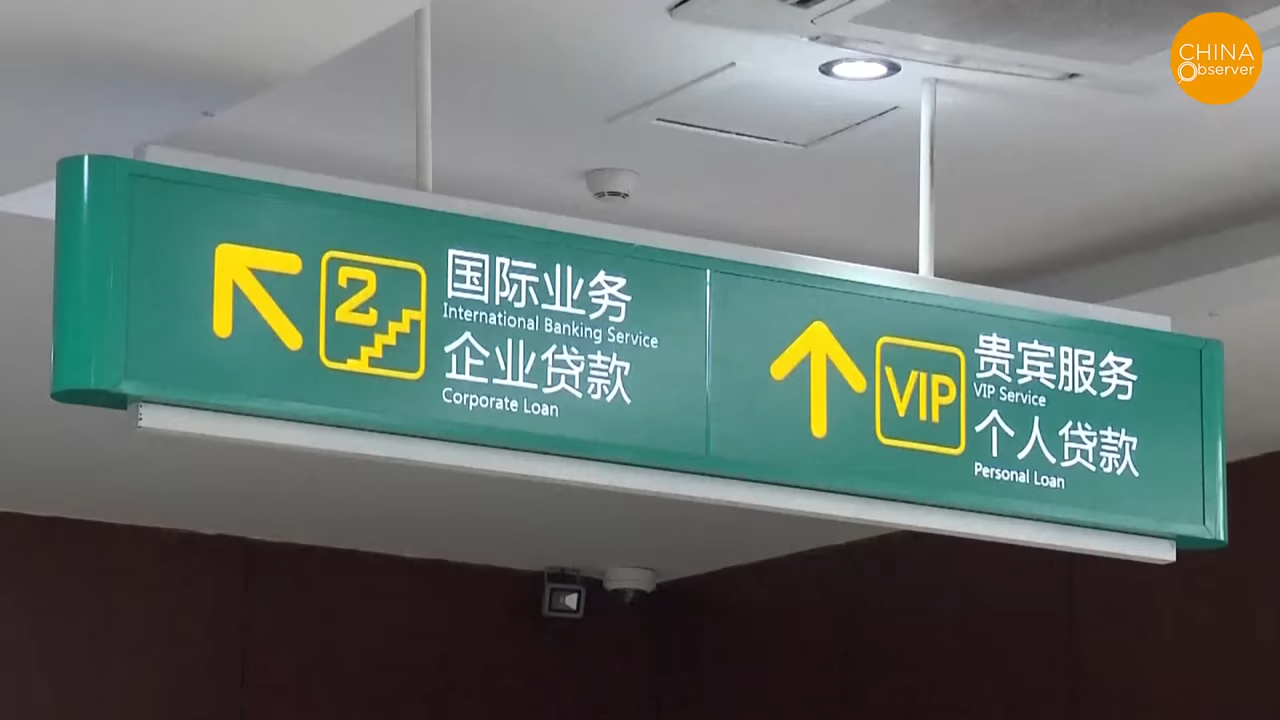 2
国际业务
International Banking Service
企业贷款
Corporate Loan
VIP
贵宾服务
VIP Service
个人贷款
Personal Loan
CHINA
Observer